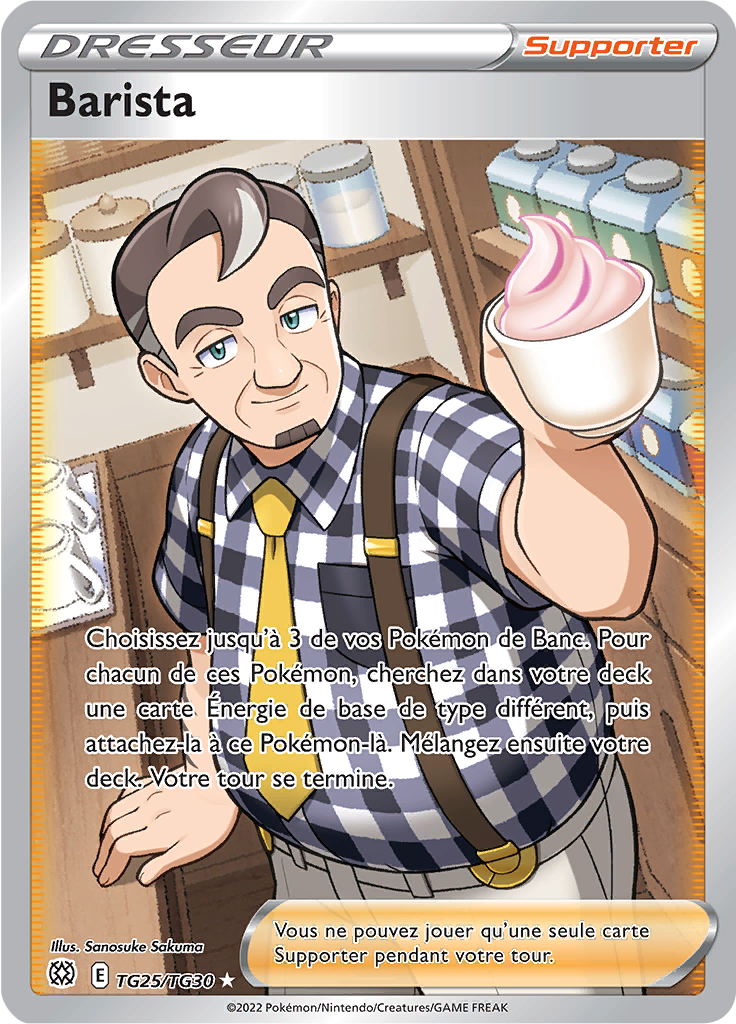 DRESSEUR
Supporter
Barista
Choisissez jusqu'à 3 de vos Pokémon de Banc. Pour
chacun de ces Pokémon, cherchez dans votre deck
une carte Énergie de base de type différent, puis
attachez-la à ce Pokémon-là. Mélangez ensuite votre
deck. Votre tour se termine.
Vous ne pouvez jouer qu'une seule carte
Supporter pendant votre tour.
Illus. Sanosuke Sakuma
E TG25/TG30
©2022 Pokémon/Nintendo/Creatures/GAME FREAK